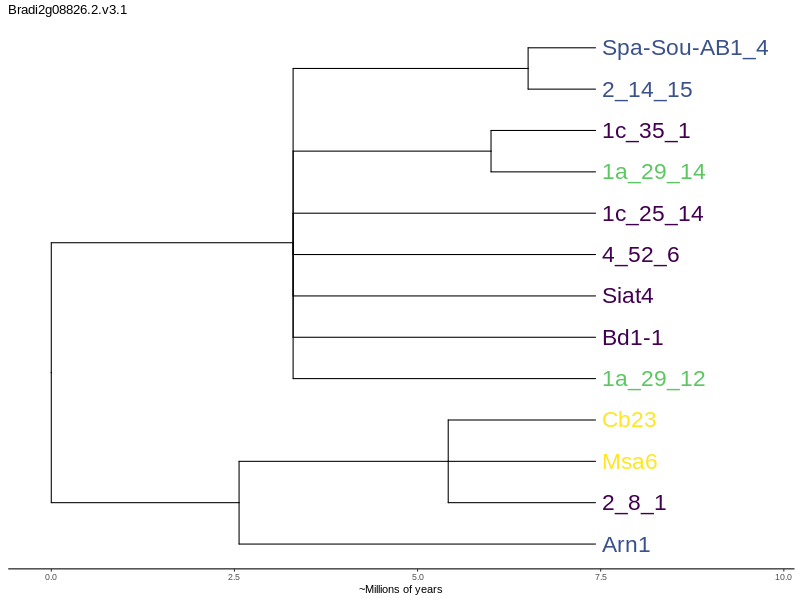 Bradi2g08826.2.v3.1
Spa-Sou-AB1_4
2_14_15
1c_35_1
1a_29_14
1c_25_14
4_52_6
Siat4
Bd1-1
1a_29_12
Cb23
Msa6
2_8_1
Arn1
0.0 2.5 5.0 7.5 10.0
~Millions of years